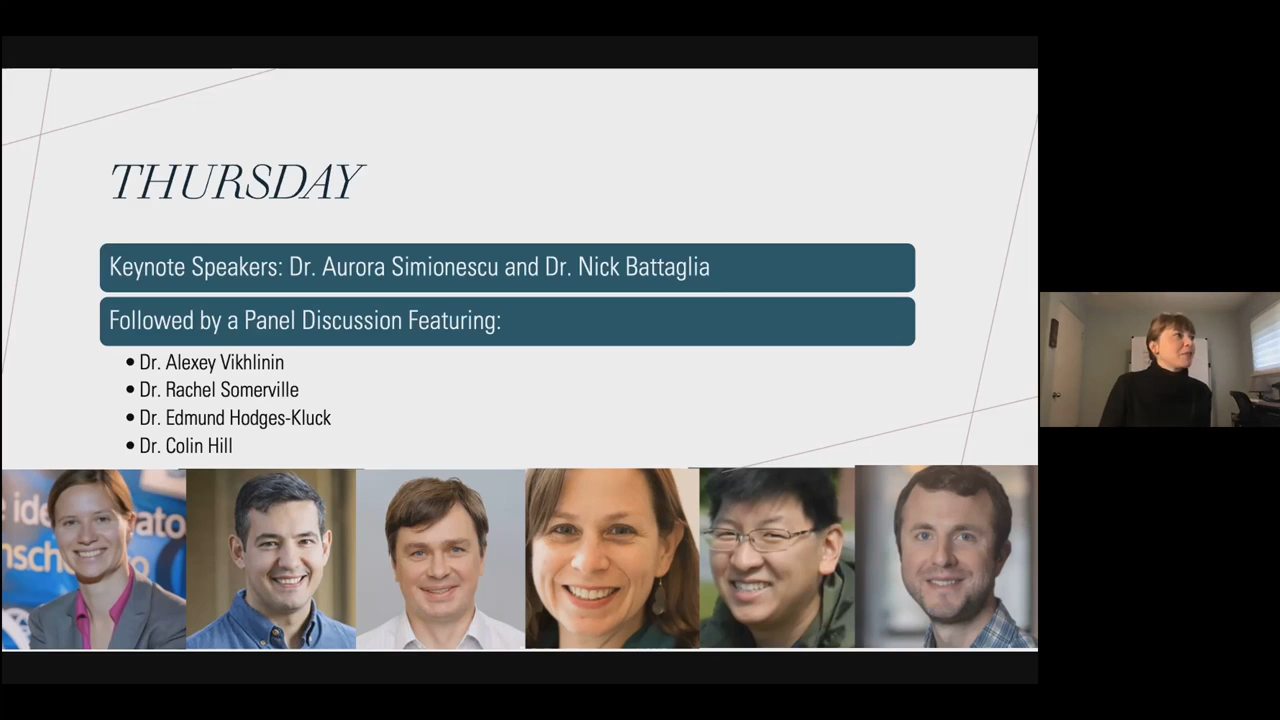 THURSDAY
Keynote Speakers: Dr. Aurora Simionescu and Dr. Nick Battaglia
Followed by a Panel Discussion Featuring:
• Dr. Alexey Vikhlinin
• Dr. Rachel Somerville
• Dr. Edmund Hodges-Kluck
• Dr. Colin Hill